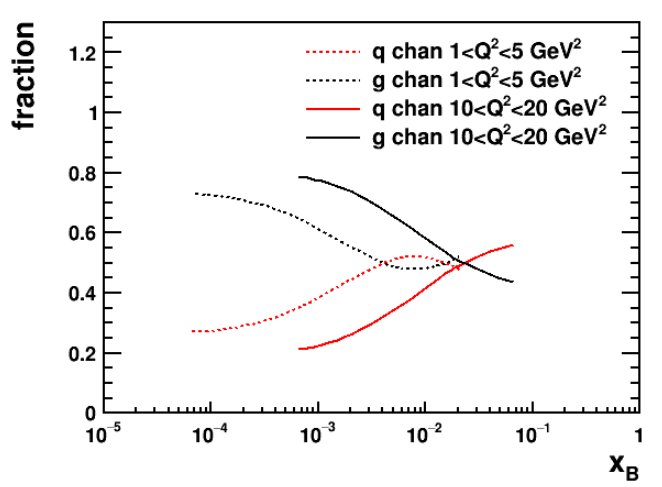 fraction
1.2
1
0.8
0.6
0.4
0.2
0
q chan 1<Q²<5 GeV²
g chan 1<Q²<5 GeV²
q chan 10<Q²<20 GeV²
g chan 10<Q²<20 GeV²
10⁻⁵ 10⁻⁴ 10⁻³ 10⁻² 10⁻¹ 1
x_B